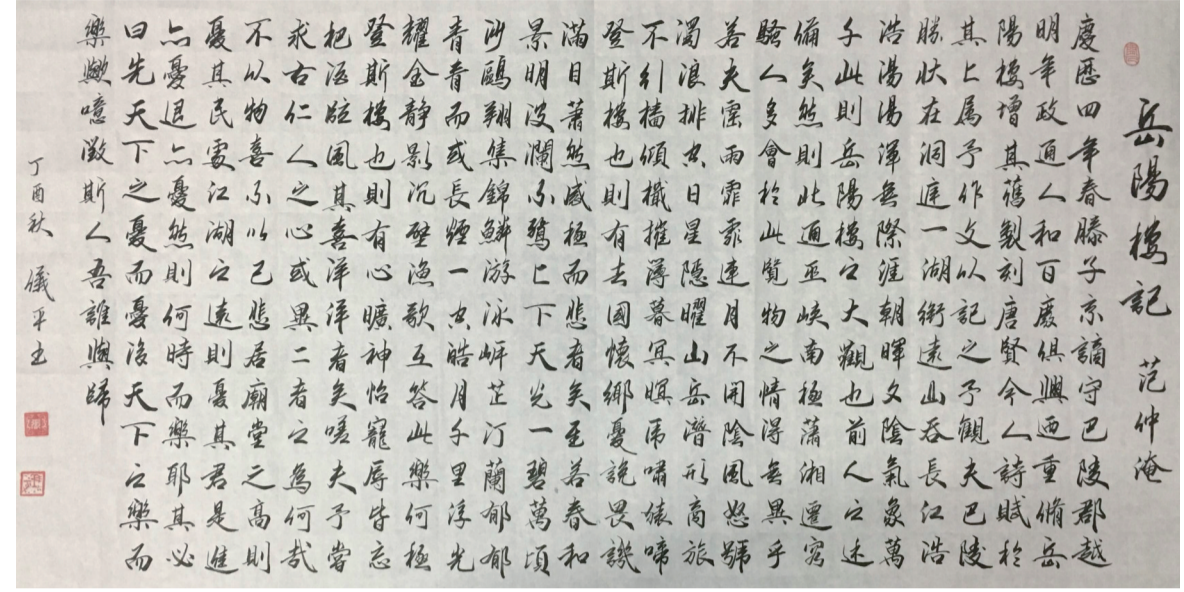 岳陽樓記 范仲淹
慶歷四年春滕子京謫守巴陵郡越
明年政通人和百廢俱興迺重脩岳
陽樓增其舊製刻唐賢今人詩賦於
其上屬予作文以記之予觀夫巴陵
勝狀在洞庭一湖銜遠山吞長江浩
浩湯湯渾無際涯朝暉夕陰氣象萬
千此則岳陽樓之大觀也前人之述
備矣然則此通巫峽南極瀟湘遷客
騷人多會於此覽物之情得無異乎
若夫霪雨霏霏連月不開陰風怒號
濁浪排空日星隱曜山岳潛形商旅
不行檣傾檝摧薄暮冥暝虎嘯猿啼
登斯樓也則有去國懷鄉憂讒畏譏
滿目蕭然感極而悲者矣至若春和
景明波瀾不驚上下天光一碧萬頃
沙鷗翔集錦鱗游泳岸芷汀蘭郁郁
青青而或長煙一空皓月千里浮光
耀金靜影沉璧漁歌互答此樂何極
登斯樓也則有心曠神怡寵辱皆忘
把酒臨風其喜洋洋者矣嗟夫予嘗
求古仁人之心或異二者之為何哉
不以物喜不以己悲居廟堂之高則
憂其民處江湖之遠則憂其君是進
亦憂退亦憂然則何時而樂耶其必
曰先天下之憂而憂後天下之樂而
樂歟噫微斯人吾誰與歸
丁酉秋 儀平書